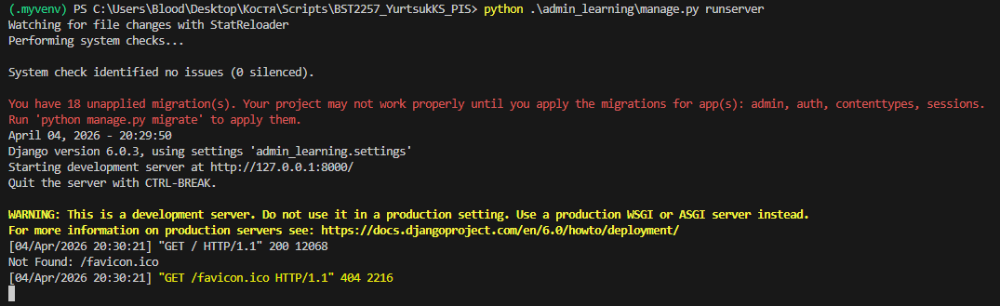 (.myvenv) PS C:\Users\Blood\Desktop\Костя\Scripts\BST2257_YurtsukKS_PIS> python .\admin_learning\manage.py runserver
Watching for file changes with StatReloader
Performing system checks...
System check identified no issues (0 silenced).
You have 18 unapplied migration(s). Your project may not work properly until you apply the migrations for app(s): admin, auth, contenttypes, sessions.
Run 'python manage.py migrate' to apply them.
April 04, 2026 - 20:29:50
Django version 6.0.3, using settings 'admin_learning.settings'
Starting development server at http://127.0.0.1:8000/
Quit the server with CTRL-BREAK.
WARNING: This is a development server. Do not use it in a production setting. Use a production WSGI or ASGI server instead.
For more information on production servers see: https://docs.djangoproject.com/en/6.0/howto/deployment/
[04/Apr/2026 20:30:21] "GET / HTTP/1.1" 200 12068
Not Found: /favicon.ico
[04/Apr/2026 20:30:21] "GET /favicon.ico HTTP/1.1" 404 2216